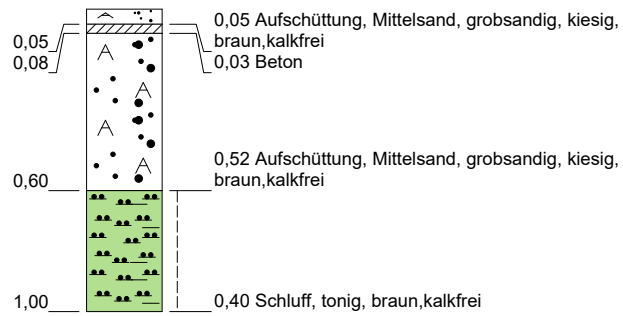 0,05 Aufschüttung, Mittelsand, grobsandig, kiesig,
braun,kalkfrei
0,05
0,08
0,03 Beton
0,52 Aufschüttung, Mittelsand, grobsandig, kiesig,
braun,kalkfrei
0,60
1,00
0,40 Schluff, tonig, braun,kalkfrei